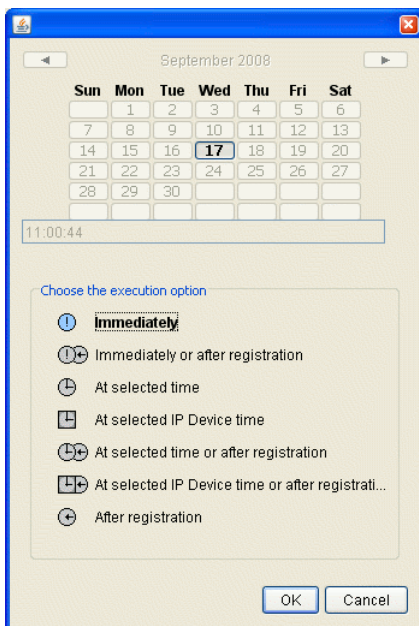 September 2008
Sun Mon Tue Wed Thu Fri Sat
1 2 3 4 5 6
7 8 9 10 11 12 13
14 15 16 17 18 19 20
21 22 23 24 25 26 27
28 29 30
11:00:44
Choose the execution option
Immediately
Immediately or after registration
At selected time
At selected IP Device time
At selected time or after registration
At selected IP Device time or after registrati...
After registration
OK Cancel